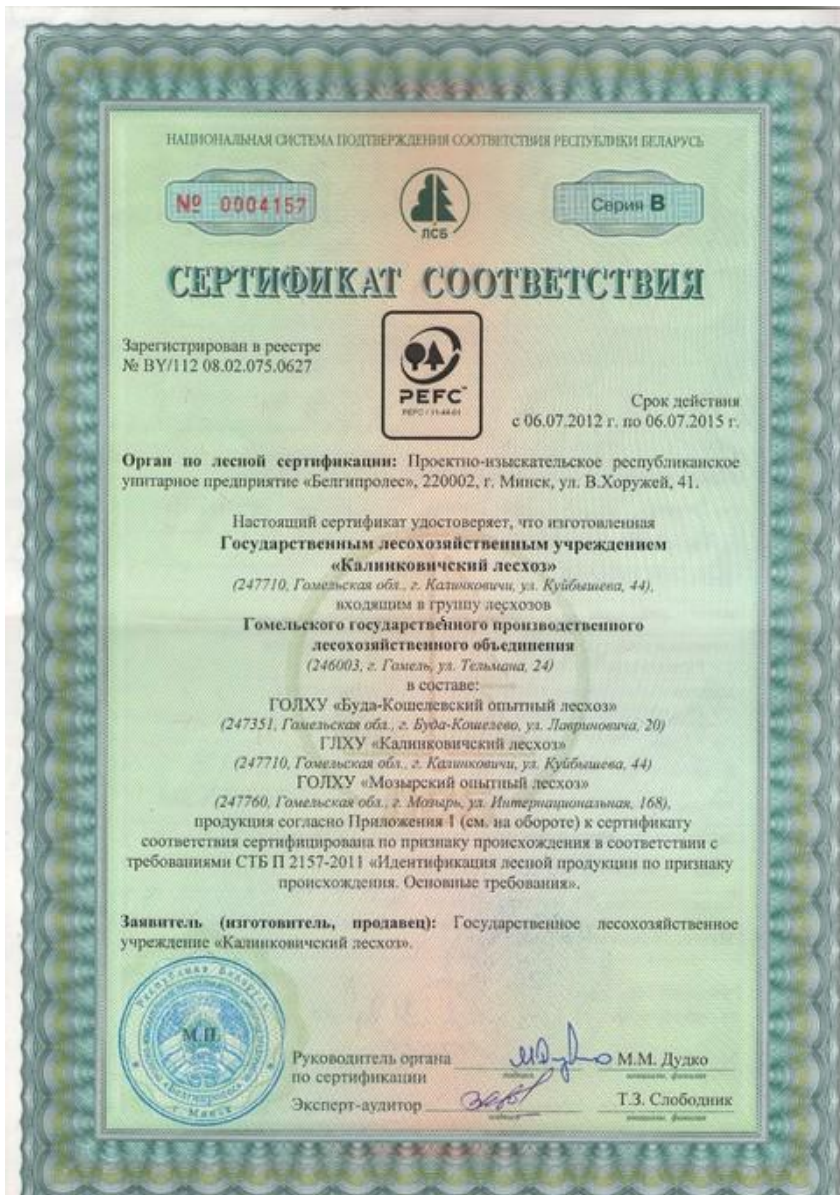 НАЦИОНАЛЬНАЯ СИСТЕМА ПОДТВЕРЖДЕНИЯ СООТВЕТСТВИЯ РЕСПУБЛИКИ БЕЛАРУСЬ
№ 0004157
ЛСБ
Серия В
СЕРТИФИКАТ СООТВЕТСТВИЯ
Зарегистрирован в реестре
№ BY/112 08.02.075.0627
PEFC™
Срок действия
с 06.07.2012 г. по 06.07.2015 г.
Орган по лесной сертификации: Проектно-изыскательское республиканское
унитарное предприятие «Белгипролес», 220002, г. Минск, ул. В.Хоружей, 41.
Настоящий сертификат удостоверяет, что изготовленная
Государственным лесохозяйственным учреждением
«Калинковичский лесхоз»
(247710, Гомельская обл., г. Калинковичи, ул. Куйбышева, 44),
входящим в группу лесхозов
Гомельского государственного производственного
лесохозяйственного объединения
(246003, г. Гомель, ул. Тельмана, 24)
в составе:
ГОЛХУ «Буда-Кошелевский опытный лесхоз»
(247351, Гомельская обл., г. Буда-Кошелево, ул. Лавриновича, 20)
ГЛХУ «Калинковичский лесхоз»
(247710, Гомельская обл., г. Калинковичи, ул. Куйбышева, 44)
ГОЛХУ «Мозырский опытный лесхоз»
(247760, Гомельская обл., г. Мозырь, ул. Интернациональная, 168),
продукция согласно Приложения 1 (см. на обороте) к сертификату
соответствия сертифицирована по признаку происхождения в соответствии с
требованиями СТБ П 2157-2011 «Идентификация лесной продукции по признаку
происхождения. Основные требования».
Заявитель (изготовитель, продавец): Государственное лесохозяйственное
учреждение «Калинковичский лесхоз».
Республика Беларусь
М.П.
«Белгипролес»
г. Минск
Руководитель органа
по сертификации
М.М. Дудко
Эксперт-аудитор
Т.З. Слободник